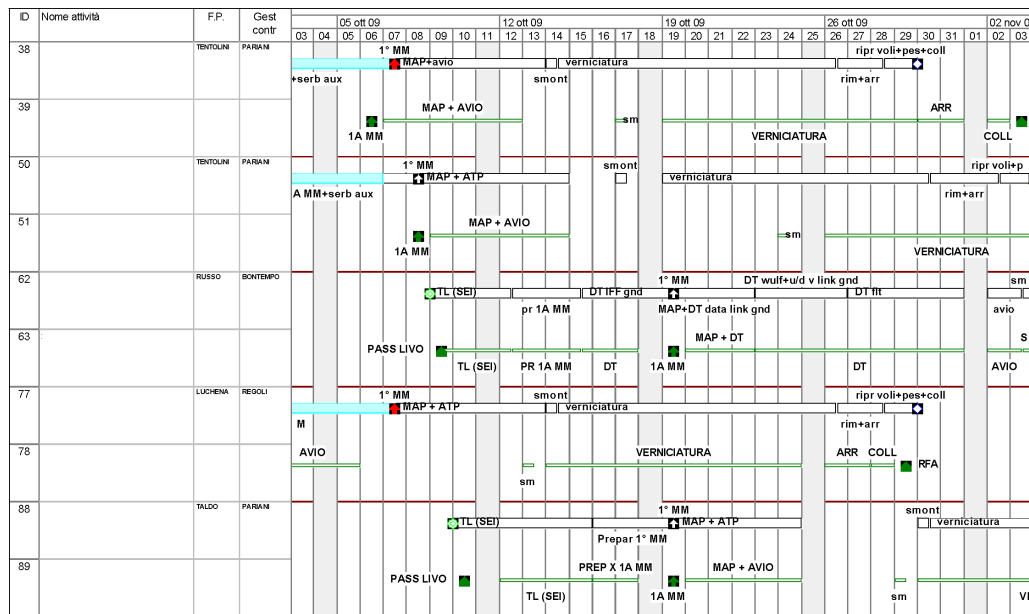 ID Nome attività F.P. Gest contr
05 ott 09 12 ott 09 19 ott 09 26 ott 09 02 nov 0
03 04 05 06 07 08 09 10 11 12 13 14 15 16 17 18 19 20 21 22 23 24 25 26 27 28 29 30 31 01 02 03
38 TENTOLINI PARIANI 1° MM ripr voli+pes+coll
MAP+avio verniciatura
+serb aux smont rim+arr
39 MAP + AVIO ARR
sm
1A MM VERNICIATURA COLL
50 TENTOLINI PARIANI 1° MM smont ripr voli+p
MAP + ATP verniciatura
A MM+serb aux rim+arr
51 MAP + AVIO
sm
1A MM VERNICIATURA
62 RUSSO BONTEMPO 1° MM DT wulf+u/d v link gnd sm
TL (SEI) DT IFF gnd DT flt
pr 1A MM MAP+DT data link gnd avio
63 MAP + DT S
PASS LIVO
TL (SEI) PR 1A MM DT 1A MM DT AVIO
77 LUCHENA REGOLI 1° MM smont ripr voli+pes+coll
MAP + ATP verniciatura
M rim+arr
78 AVIO VERNICIATURA ARR COLL
RFA
sm
88 TALDO PARIANI 1° MM smont
TL (SEI) MAP + ATP verniciatura
Prepar 1° MM
89 PREP X 1A MM MAP + AVIO
PASS LIVO
TL (SEI) 1A MM sm VI